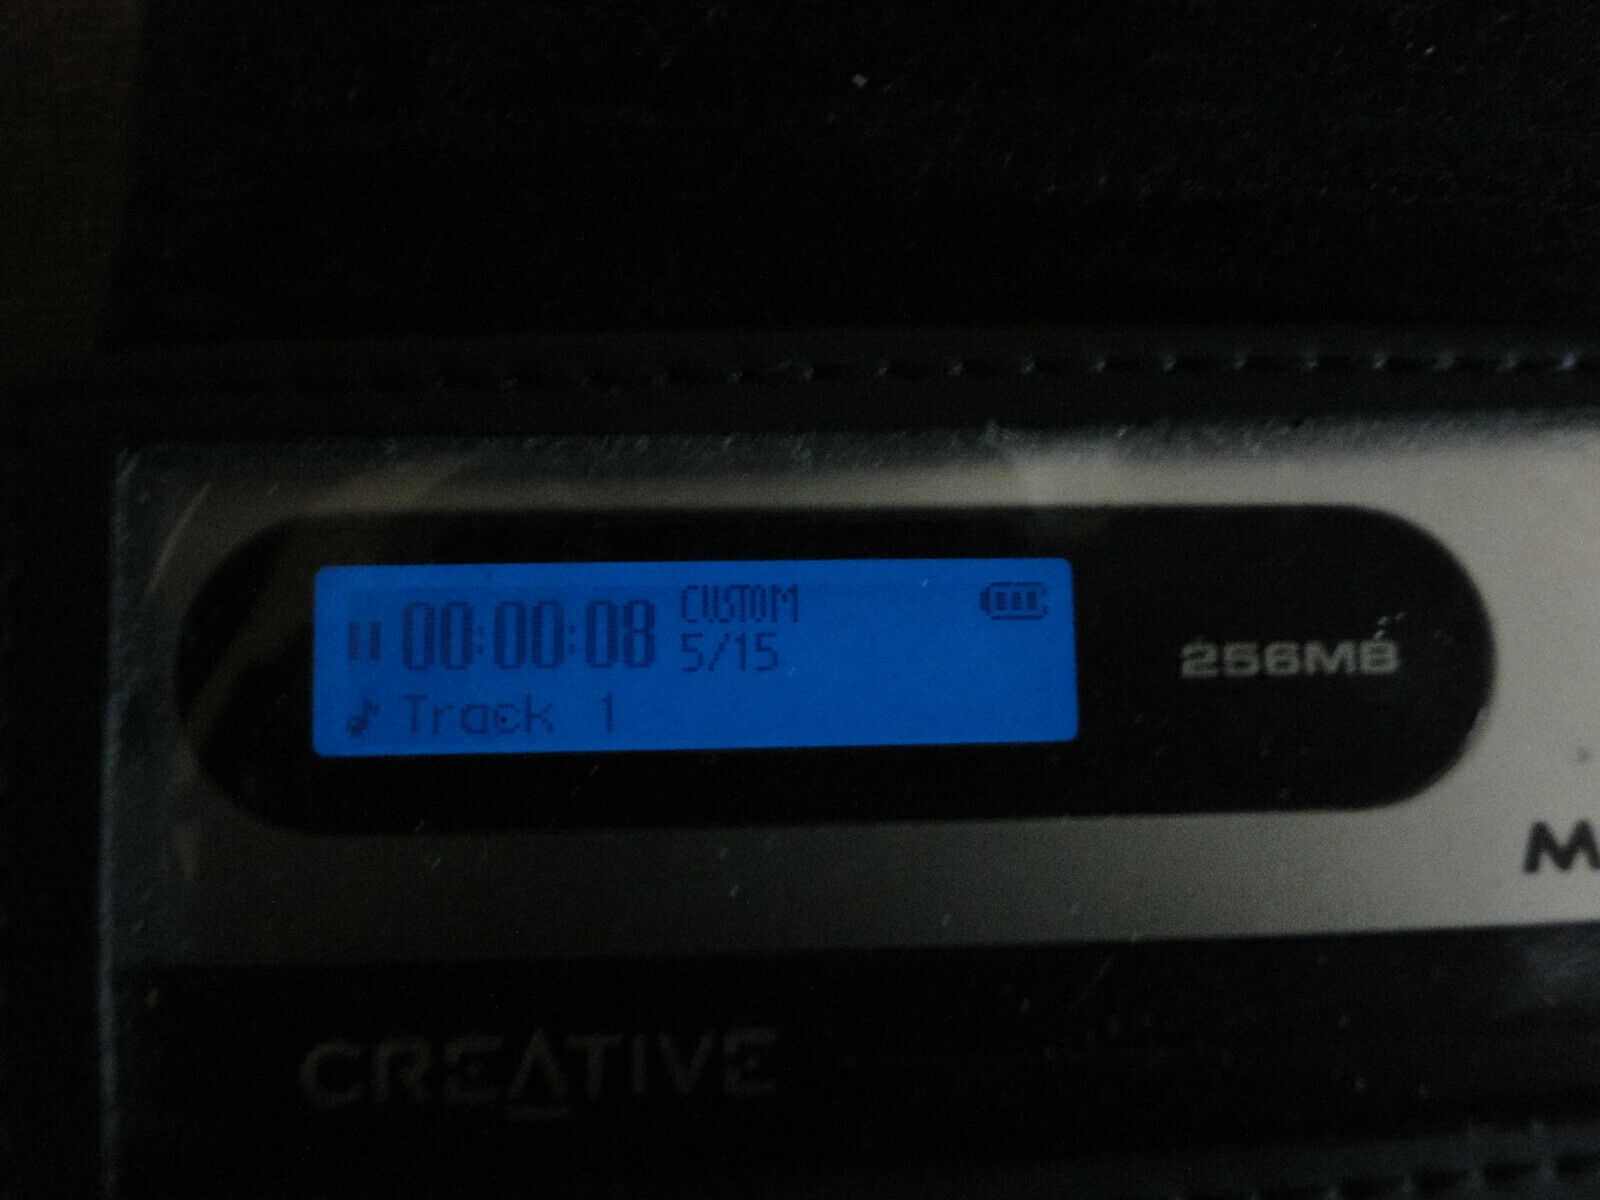 00:00:08 CUSTOM
5/15
Track 1
256MB
M
CREATIVE